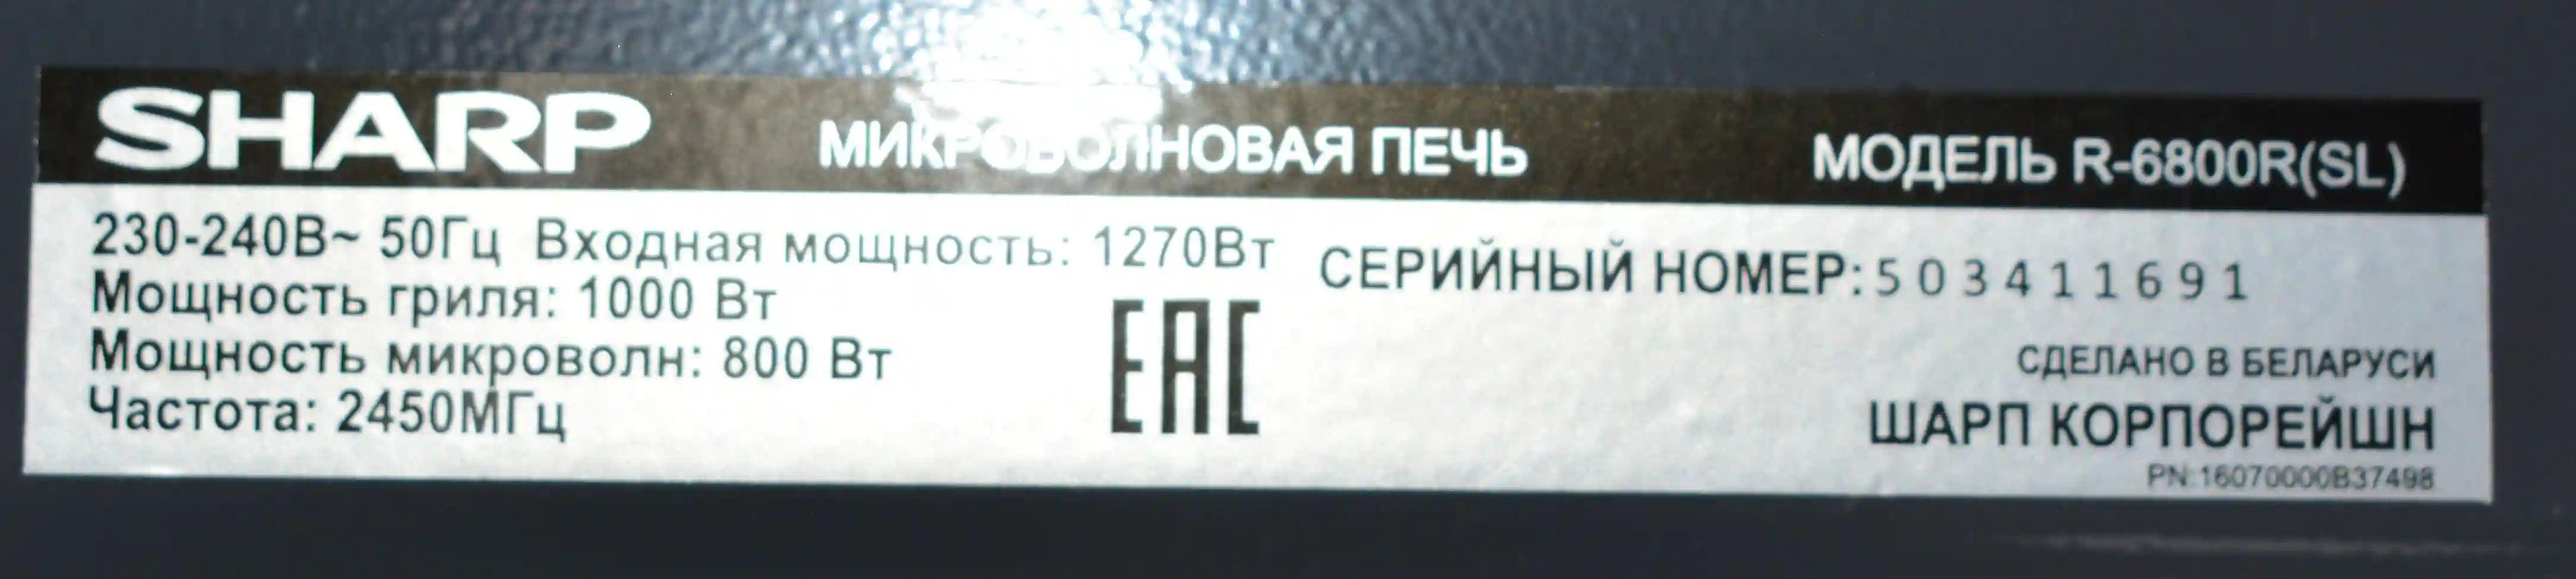 SHARP МИКРОВОЛНОВАЯ ПЕЧЬ МОДЕЛЬ R-6800R(SL)
230-240В~ 50Гц Входная мощность: 1270Вт
Мощность гриля: 1000 Вт
Мощность микроволн: 800 Вт
Частота: 2450МГц
EAC
СЕРИЙНЫЙ НОМЕР: 5 0 3 4 1 1 6 9 1
СДЕЛАНО В БЕЛАРУСИ
ШАРП КОРПОРЕЙШН
PN:16070000B37498